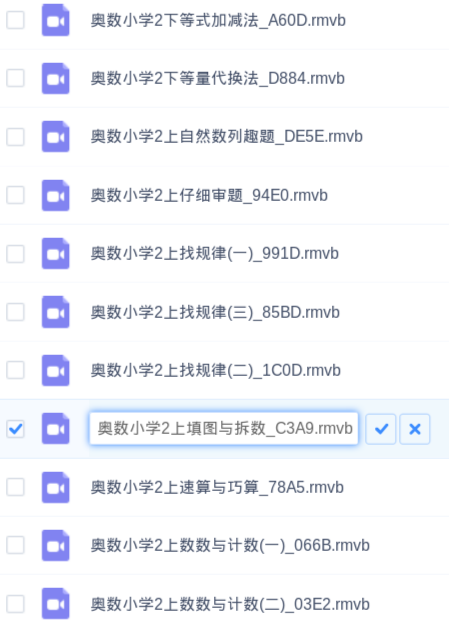 奥数小学2下等式加减法_A60D.rmvb
奥数小学2下等量代换法_D884.rmvb
奥数小学2上自然数列趣题_DE5E.rmvb
奥数小学2上仔细审题_94E0.rmvb
奥数小学2上找规律(一)_991D.rmvb
奥数小学2上找规律(三)_85BD.rmvb
奥数小学2上找规律(二)_1C0D.rmvb
奥数小学2上填图与拆数_C3A9.rmvb
奥数小学2上速算与巧算_78A5.rmvb
奥数小学2上数数与计数(一)_066B.rmvb
奥数小学2上数数与计数(二)_03E2.rmvb